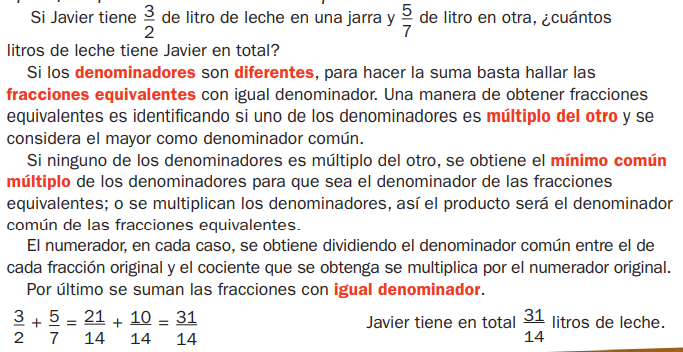 Si Javier tiene 3/2 de litro de leche en una jarra y 5/7 de litro en otra, ¿cuántos
litros de leche tiene Javier en total?
Si los denominadores son diferentes, para hacer la suma basta hallar las
fracciones equivalentes con igual denominador. Una manera de obtener fracciones
equivalentes es identificando si uno de los denominadores es múltiplo del otro y se
considera el mayor como denominador común.
Si ninguno de los denominadores es múltiplo del otro, se obtiene el mínimo común
múltiplo de los denominadores para que sea el denominador de las fracciones
equivalentes; o se multiplican los denominadores, así el producto será el denominador
común de las fracciones equivalentes.
El numerador, en cada caso, se obtiene dividiendo el denominador común entre el de
cada fracción original y el cociente que se obtenga se multiplica por el numerador original.
Por último se suman las fracciones con igual denominador.
3/2 + 5/7 = 21/14 + 10/14 = 31/14
Javier tiene en total 31/14 litros de leche.